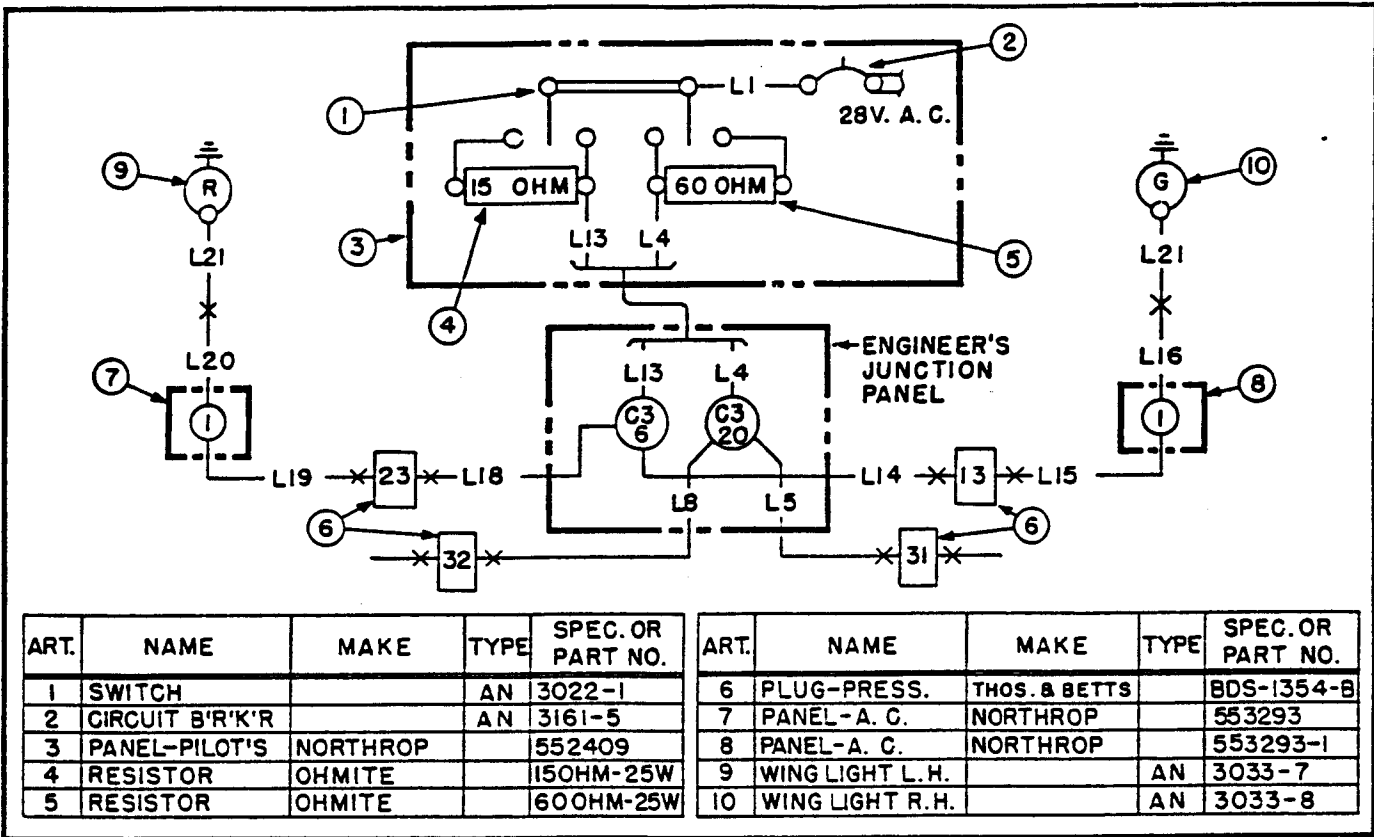 2
1
L1
28V. A. C.
9
R
10
G
15 OHM
60 OHM
3
L13
L4
5
4
L21
L21
L20
L16
7
1
8
1
ENGINEER'S
JUNCTION
PANEL
L13
L4
C3
6
C3
20
L19
23
L18
L14
13
L15
L8
L5
6
32
31
6
ART. NAME MAKE TYPE SPEC. OR PART NO.
1 SWITCH AN 3022-1
2 CIRCUIT B'R'K'R AN 3161-5
3 PANEL-PILOT'S NORTHROP 552409
4 RESISTOR OHMITE 15OHM-25W
5 RESISTOR OHMITE 60OHM-25W
ART. NAME MAKE TYPE SPEC. OR PART NO.
6 PLUG-PRESS. THOS. & BETTS BDS-1354-B
7 PANEL-A. C. NORTHROP 553293
8 PANEL-A. C. NORTHROP 553293-1
9 WING LIGHT L.H. AN 3033-7
10 WING LIGHT R.H. AN 3033-8